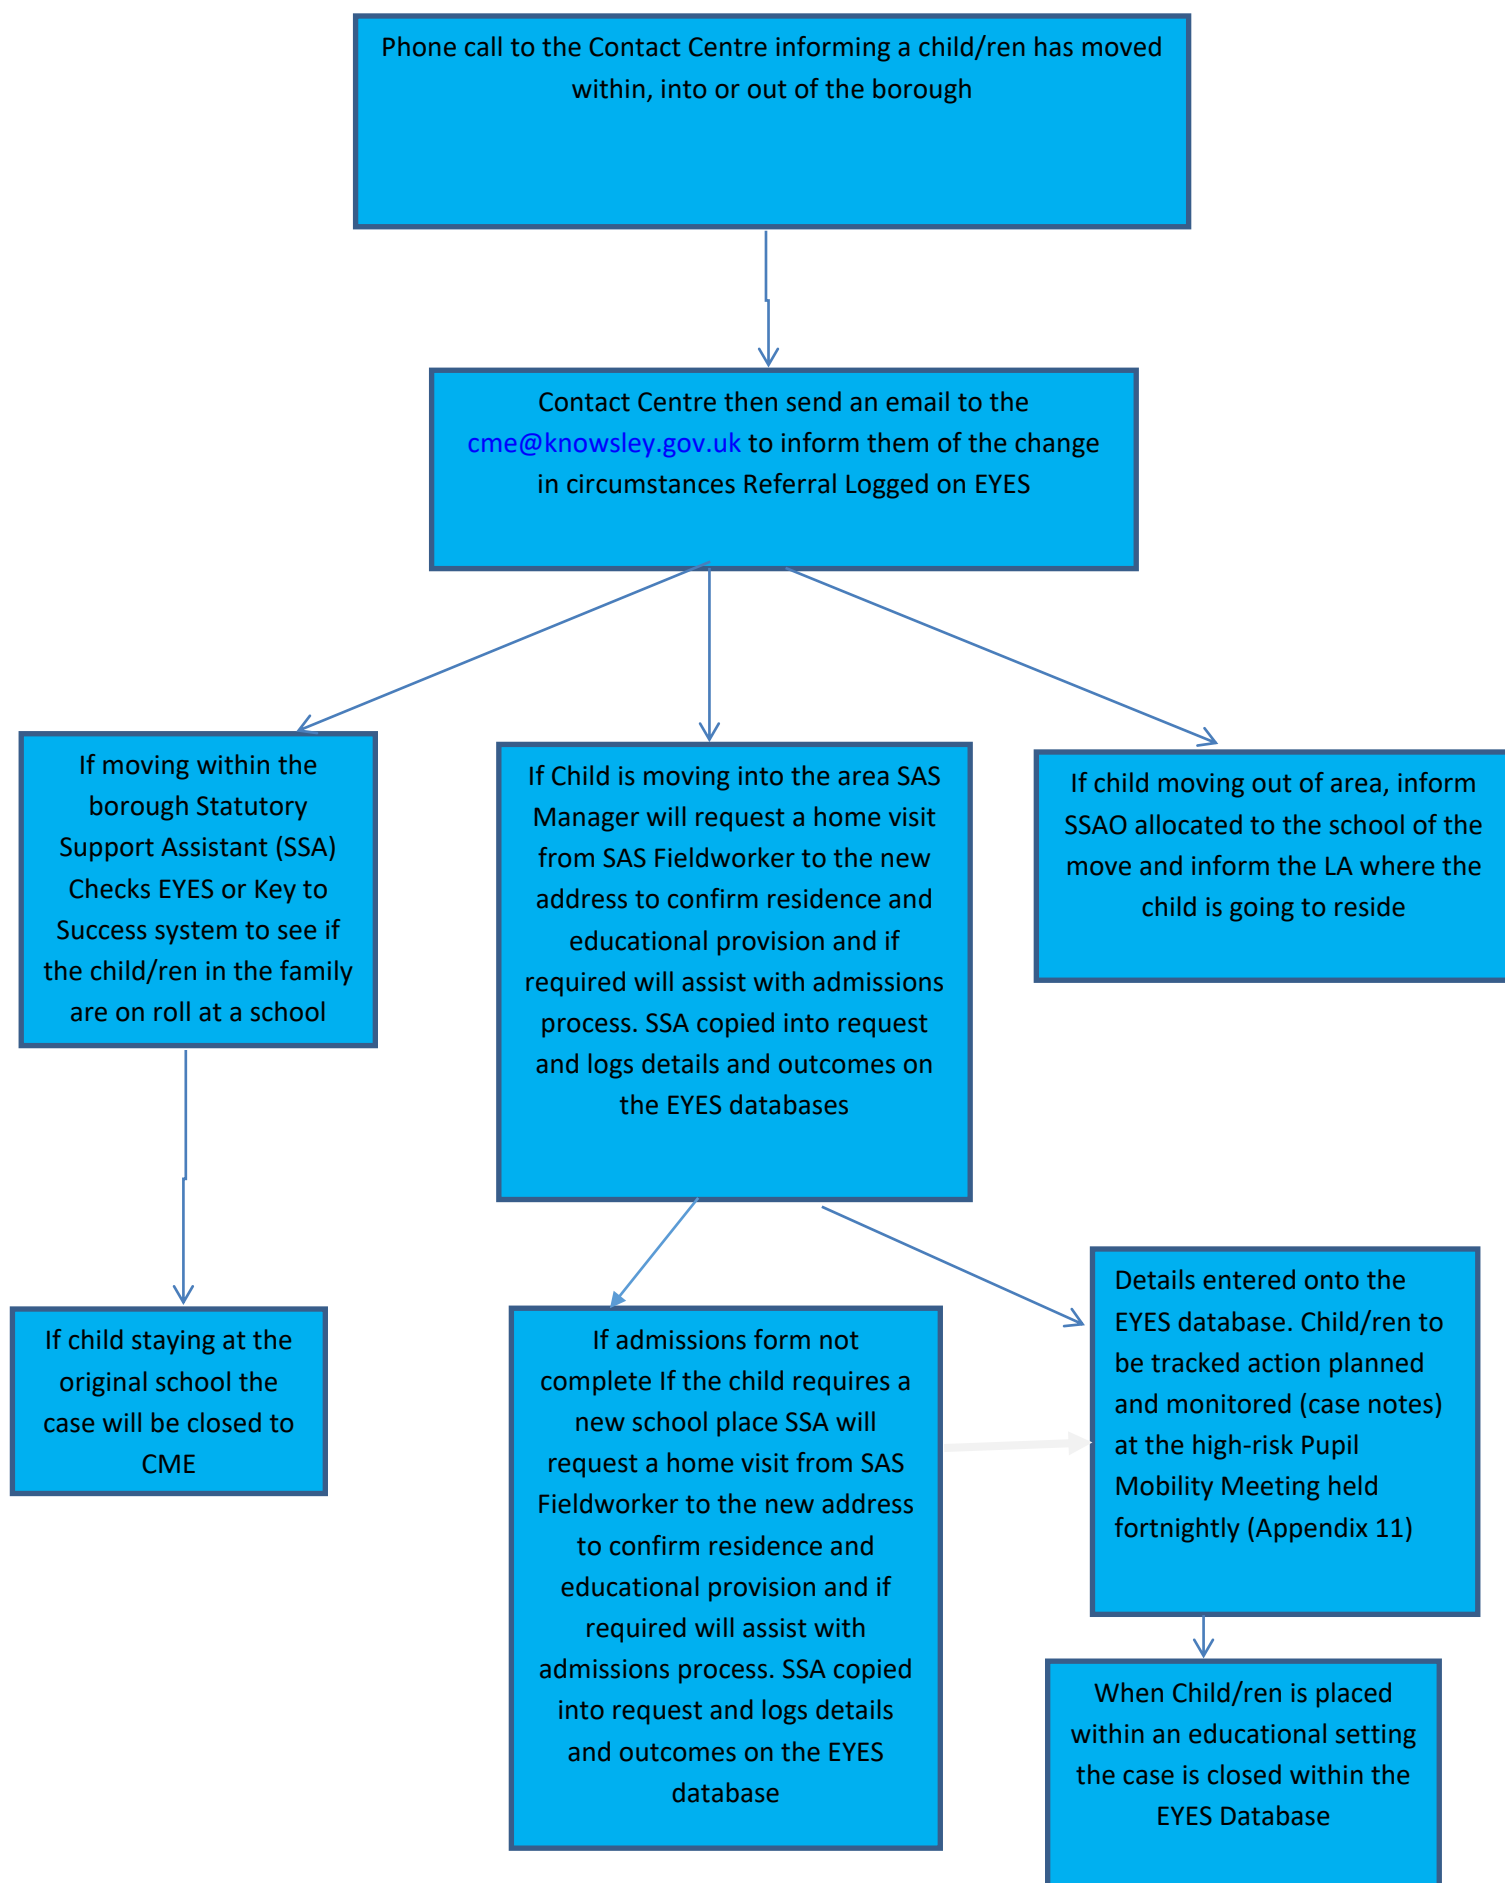 Phone call to the Contact Centre informing a child/ren has moved
within, into or out of the borough
Contact Centre then send an email to the
cme@knowsley.gov.uk to inform them of the change
in circumstances Referral Logged on EYES
If moving within the
borough Statutory
Support Assistant (SSA)
Checks EYES or Key to
Success system to see if
the child/ren in the family
are on roll at a school
If Child is moving into the area SAS
Manager will request a home visit
from SAS Fieldworker to the new
address to confirm residence and
educational provision and if
required will assist with admissions
process. SSA copied into request
and logs details and outcomes on
the EYES databases
If child moving out of area, inform
SSAO allocated to the school of the
move and inform the LA where the
child is going to reside
If child staying at the
original school the
case will be closed to
CME
If admissions form not
complete If the child requires a
new school place SSA will
request a home visit from SAS
Fieldworker to the new address
to confirm residence and
educational provision and if
required will assist with
admissions process. SSA copied
into request and logs details
and outcomes on the EYES
database
Details entered onto the
EYES database. Child/ren to
be tracked action planned
and monitored (case notes)
at the high-risk Pupil
Mobility Meeting held
fortnightly (Appendix 11)
When Child/ren is placed
within an educational setting
the case is closed within the
EYES Database